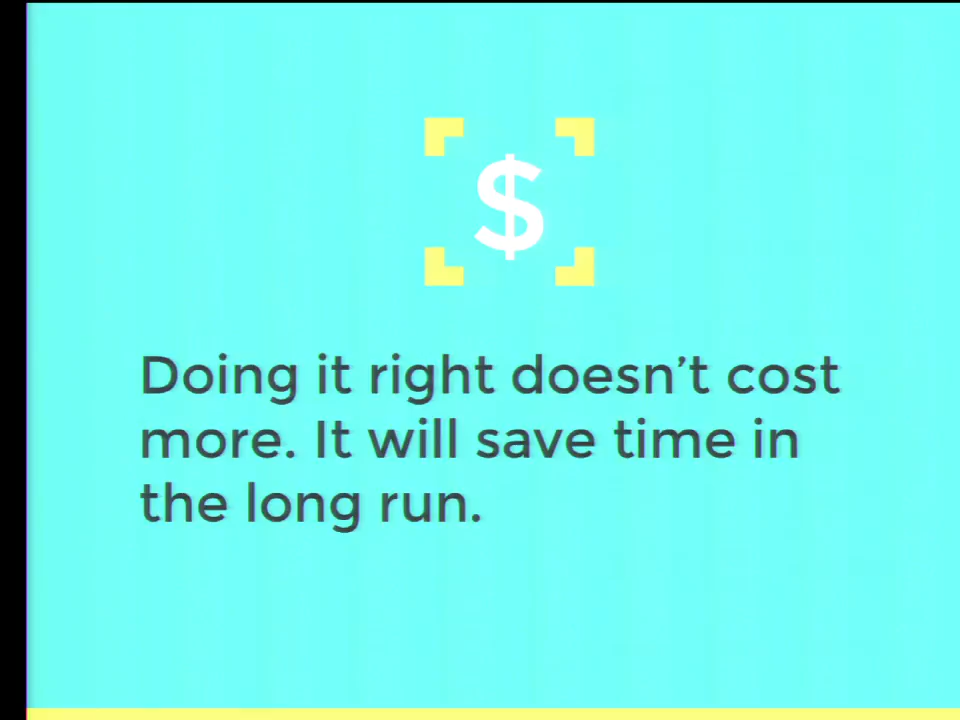 $
Doing it right doesn’t cost
more. It will save time in
the long run.